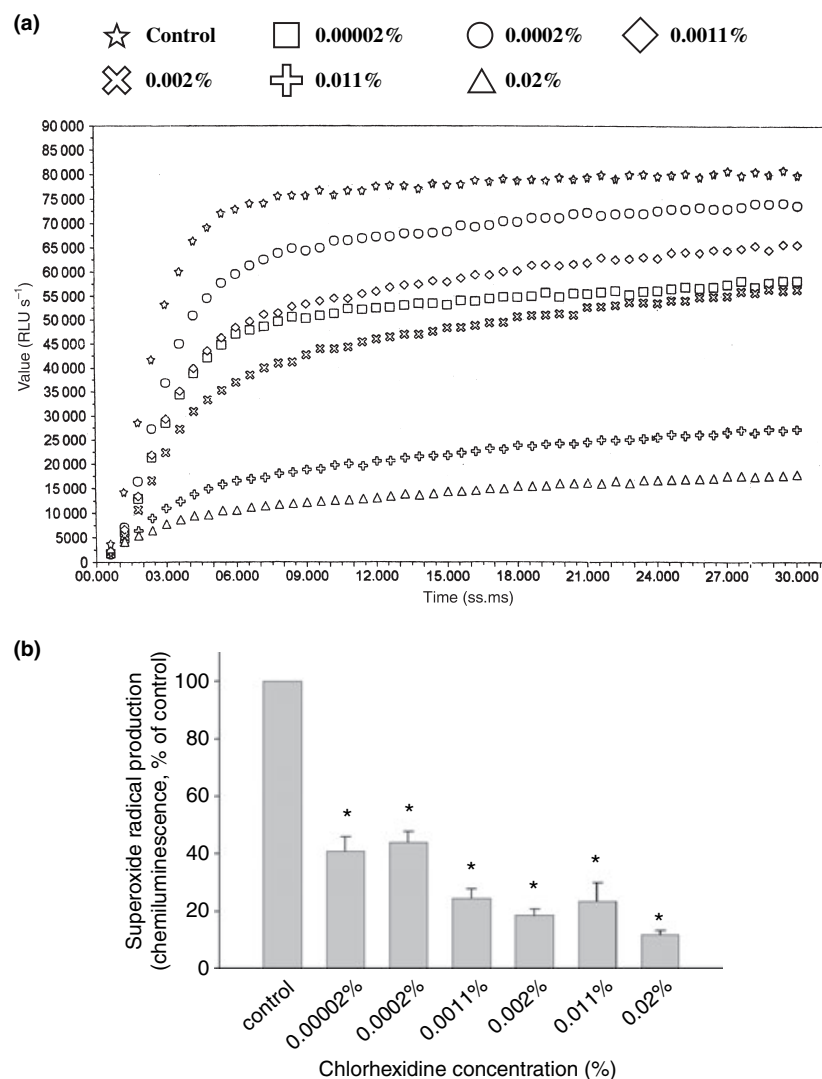 (a)
Control 0.00002% 0.0002% 0.0011%
0.002% 0.011% 0.02%
90 000
85 000
80 000
75 000
70 000
65 000
60 000
55 000
50 000
45 000
40 000
35 000
30 000
25 000
20 000
15 000
10 000
5000
0
Value (RLU s⁻¹)
00.000 03.000 06.000 09.000 12.000 15.000 18.000 21.000 24.000 27.000 30.000
Time (ss.ms)
(b)
Superoxide radical production
(chemiluminescence, % of control)
100
80
60
40
20
0
* * * * * *
control 0.00002% 0.0002% 0.0011% 0.002% 0.011% 0.02%
Chlorhexidine concentration (%)